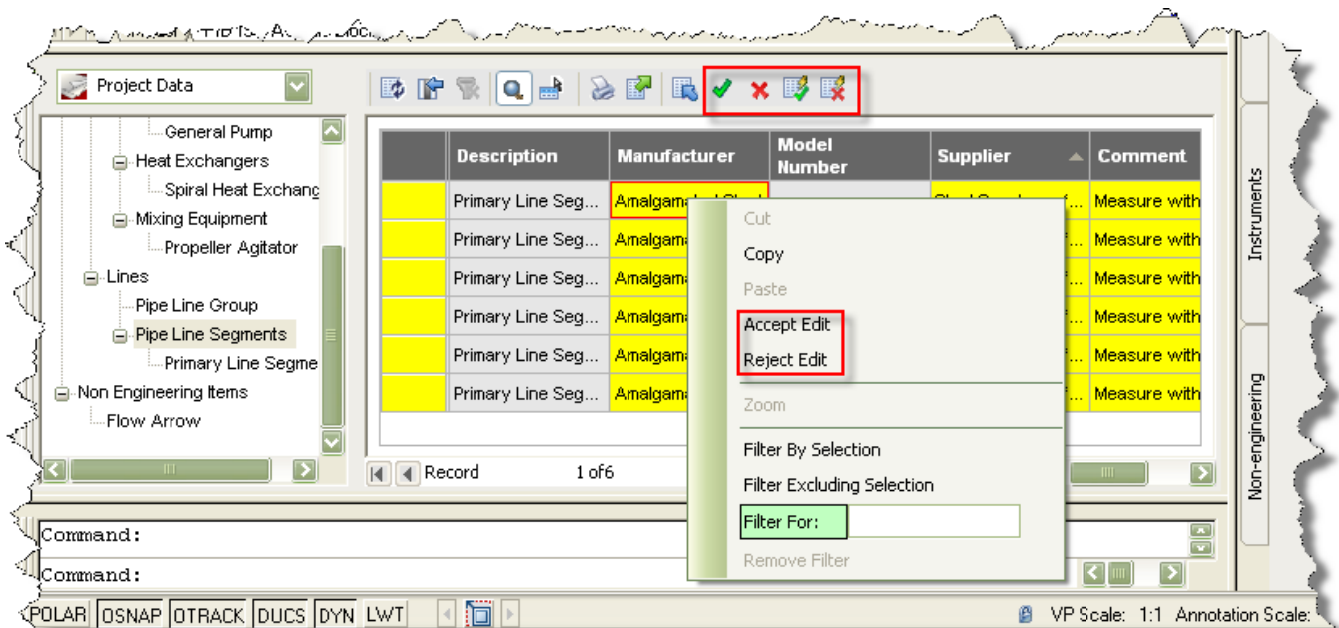 Project Data
General Pump
Heat Exchangers
Spiral Heat Exchang
Mixing Equipment
Propeller Agitator
Lines
Pipe Line Group
Pipe Line Segments
Primary Line Segme
Non Engineering Items
Flow Arrow
Description Manufacturer Model Number Supplier Comment
Primary Line Seg... Measure with
Primary Line Seg... Amalgam Measure with
Primary Line Seg... Amalgam Measure with
Primary Line Seg... Amalgam Measure with
Primary Line Seg... Amalgam Measure with
Primary Line Seg... Amalgam Measure with
Record 1 of6
Cut
Copy
Paste
Accept Edit
Reject Edit
Zoom
Filter By Selection
Filter Excluding Selection
Filter For:
Remove Filter
Instruments
Non-engineering
Command:
Command:
POLAR OSNAP OTRACK DUCS DYN LWT VP Scale: 1:1 Annotation Scale: